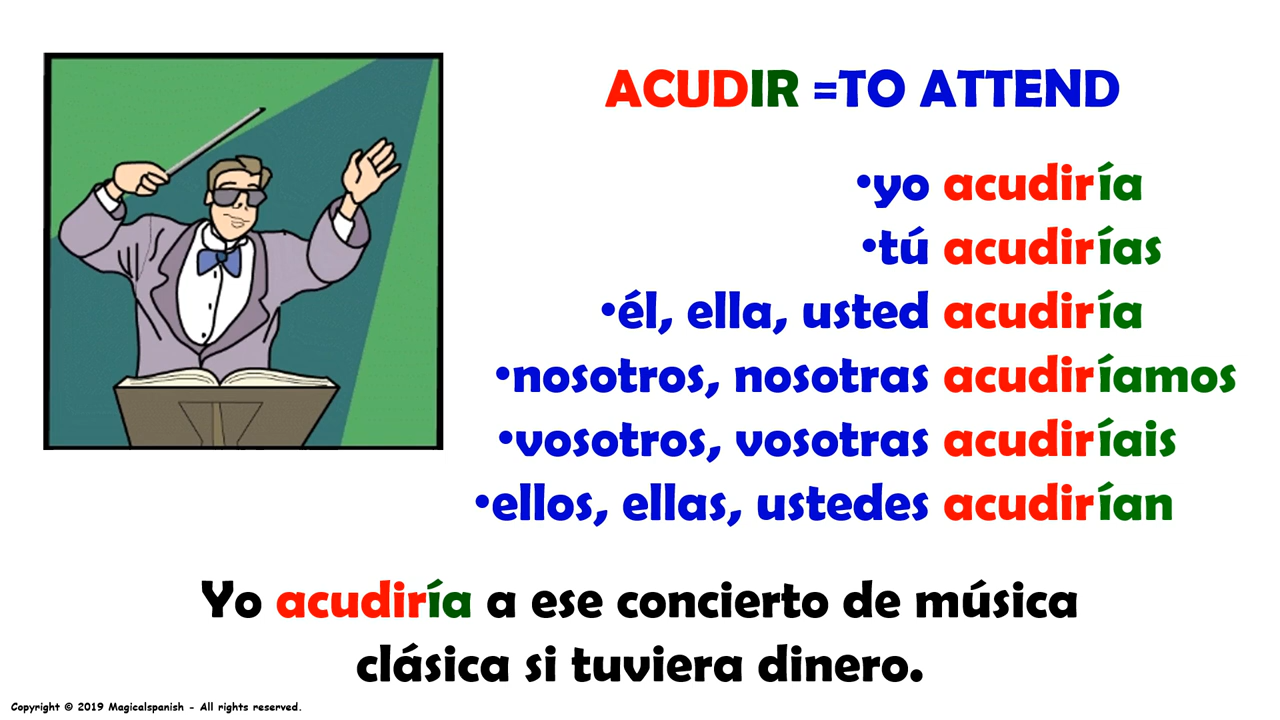 ACUDIR =TO ATTEND
•yo acudiría
•tú acudirías
•él, ella, usted acudiría
•nosotros, nosotras acudiríamos
•vosotros, vosotras acudiríais
•ellos, ellas, ustedes acudirían
Yo acudiría a ese concierto de música
clásica si tuviera dinero.
Copyright © 2019 Magicalspanish - All rights reserved.